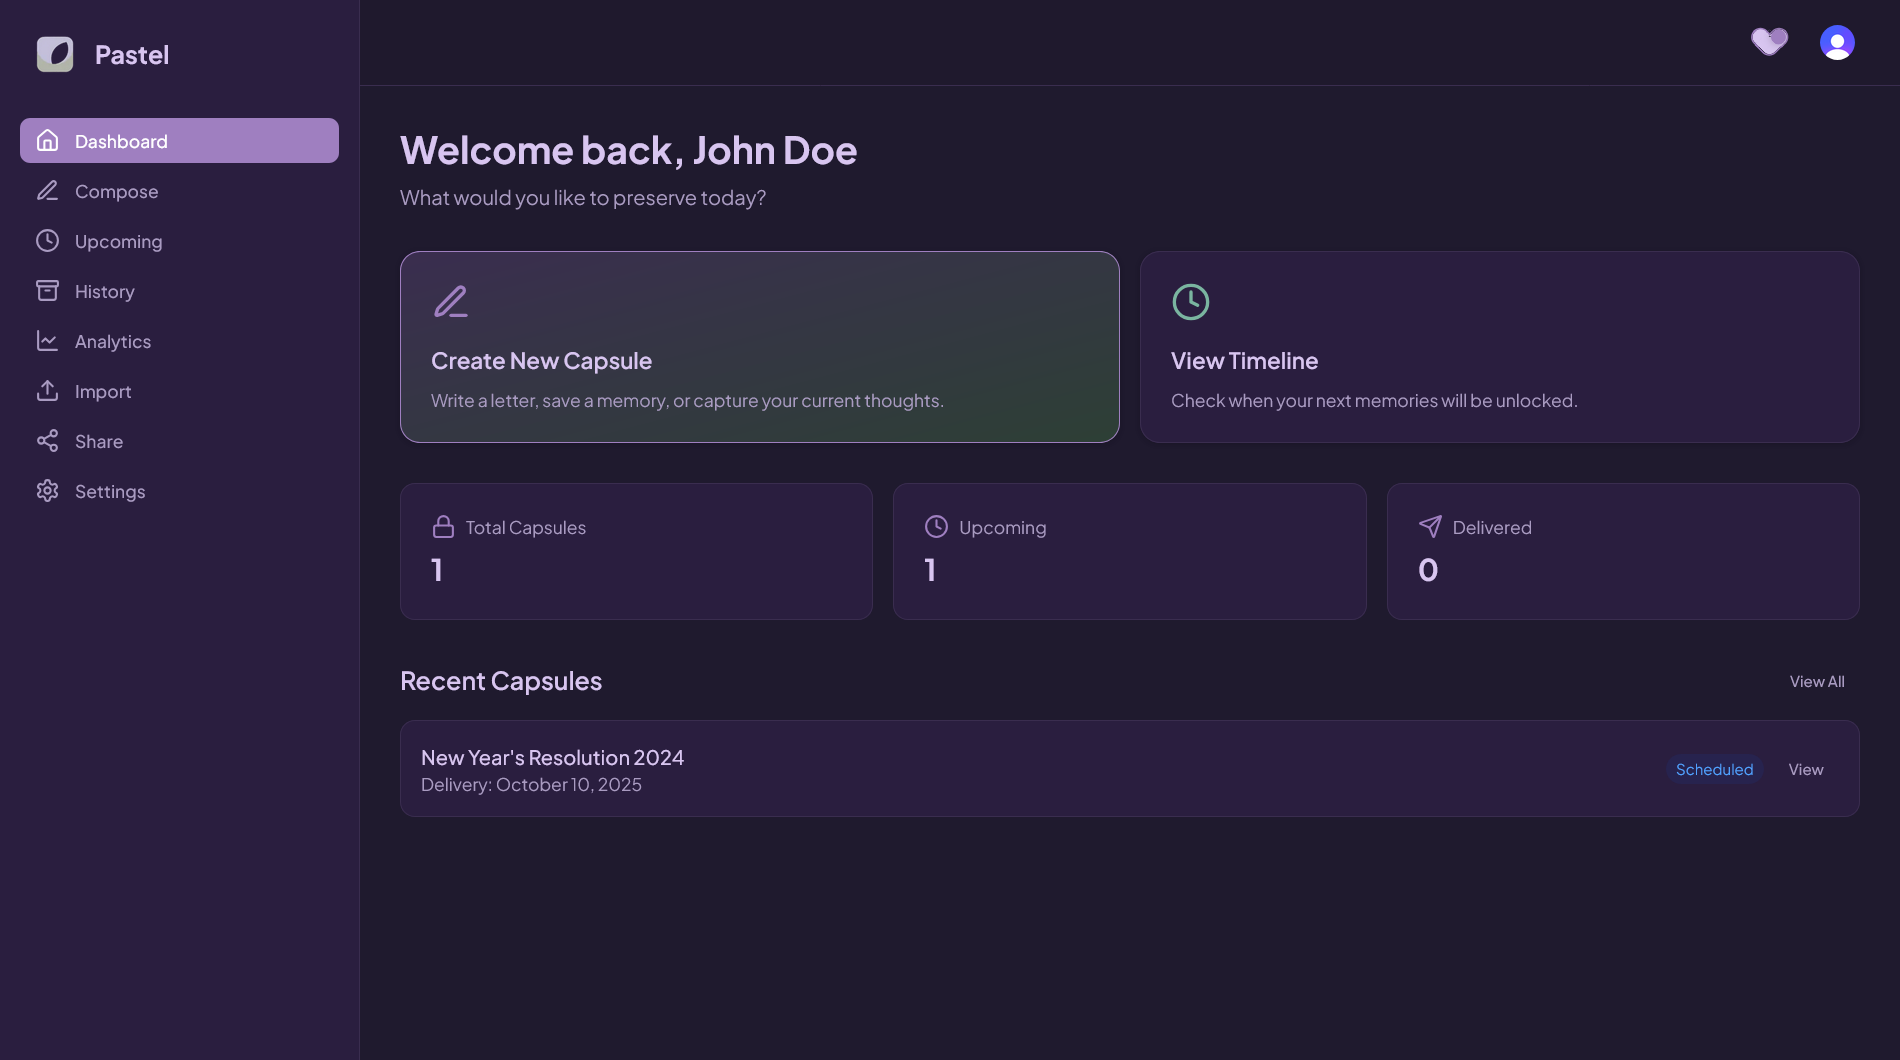 Pastel
Dashboard
Compose
Upcoming
History
Analytics
Import
Share
Settings
Welcome back, John Doe
What would you like to preserve today?
Create New Capsule
Write a letter, save a memory, or capture your current thoughts.
View Timeline
Check when your next memories will be unlocked.
Total Capsules
1
Upcoming
1
Delivered
0
Recent Capsules
View All
New Year's Resolution 2024
Delivery: October 10, 2025
Scheduled
View